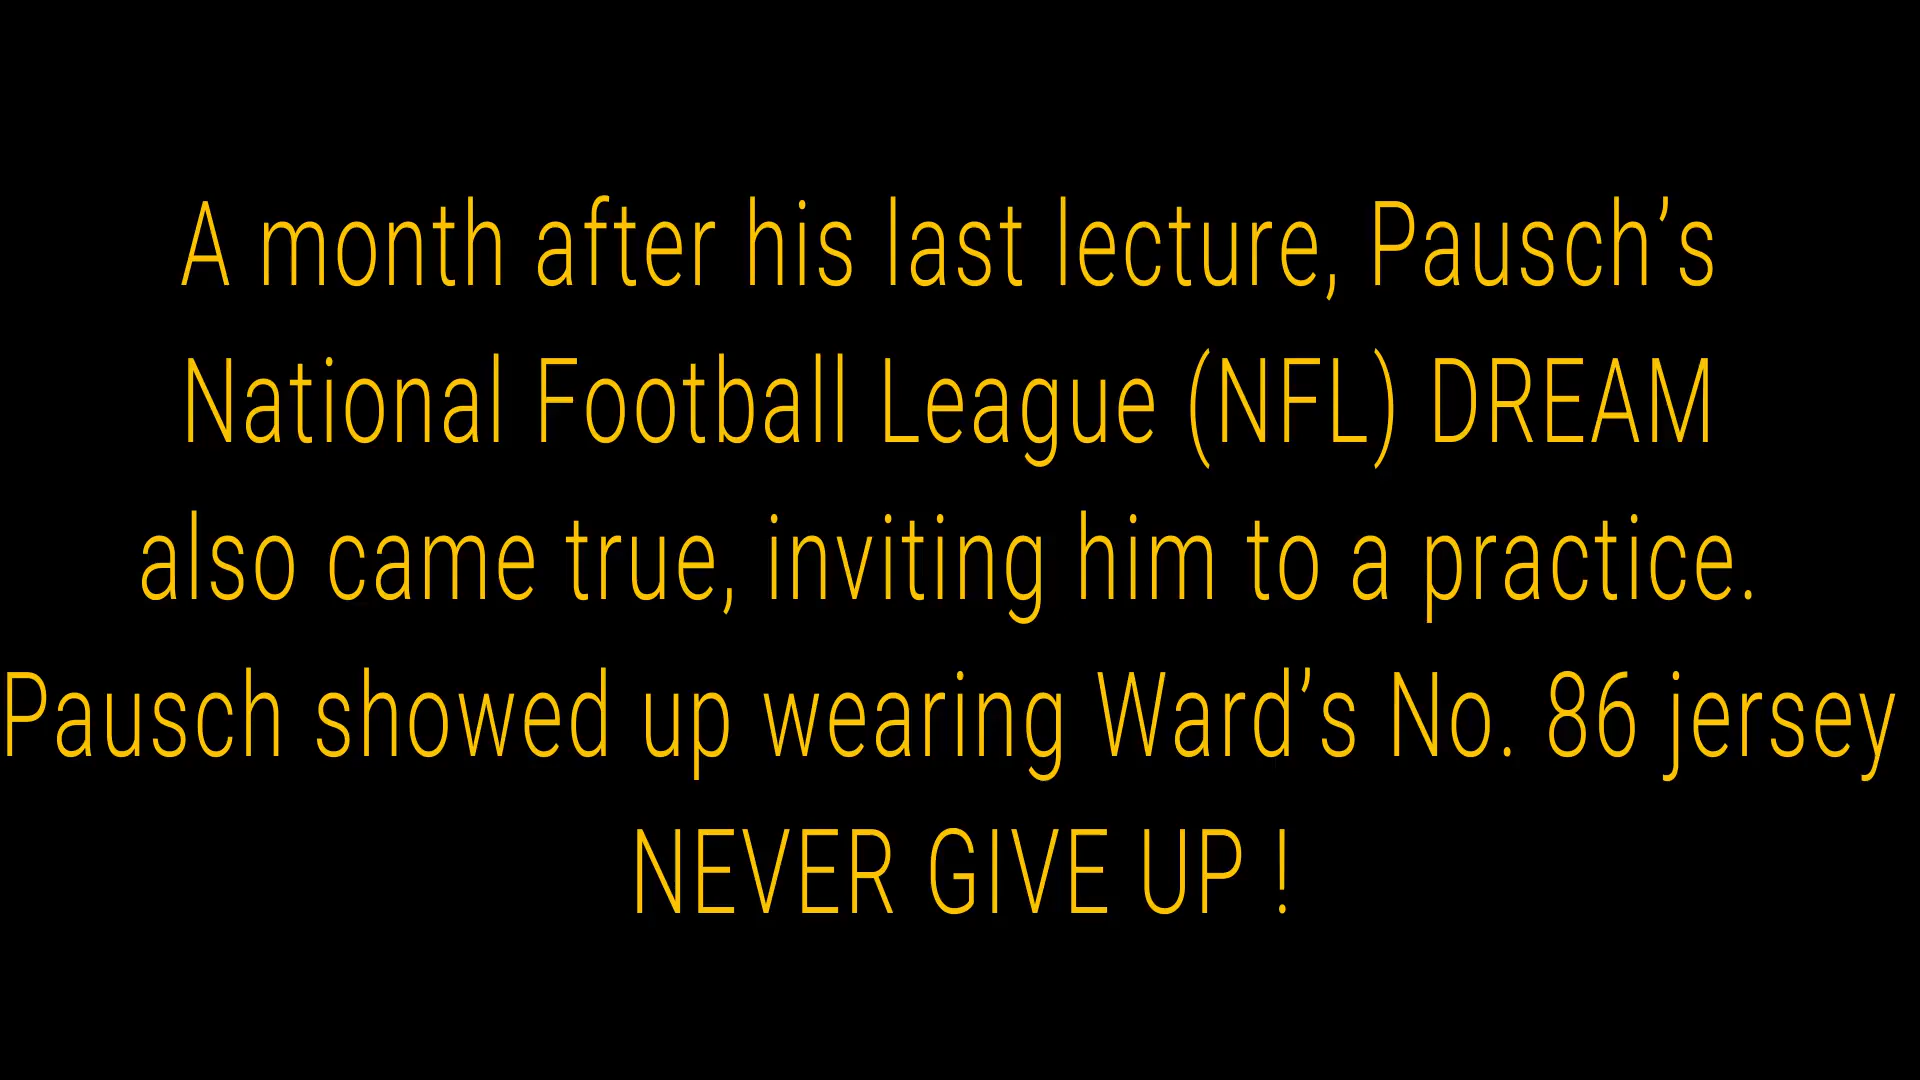 A month after his last lecture, Pausch’s
National Football League (NFL) DREAM
also came true, inviting him to a practice.
Pausch showed up wearing Ward’s No. 86 jersey
NEVER GIVE UP !